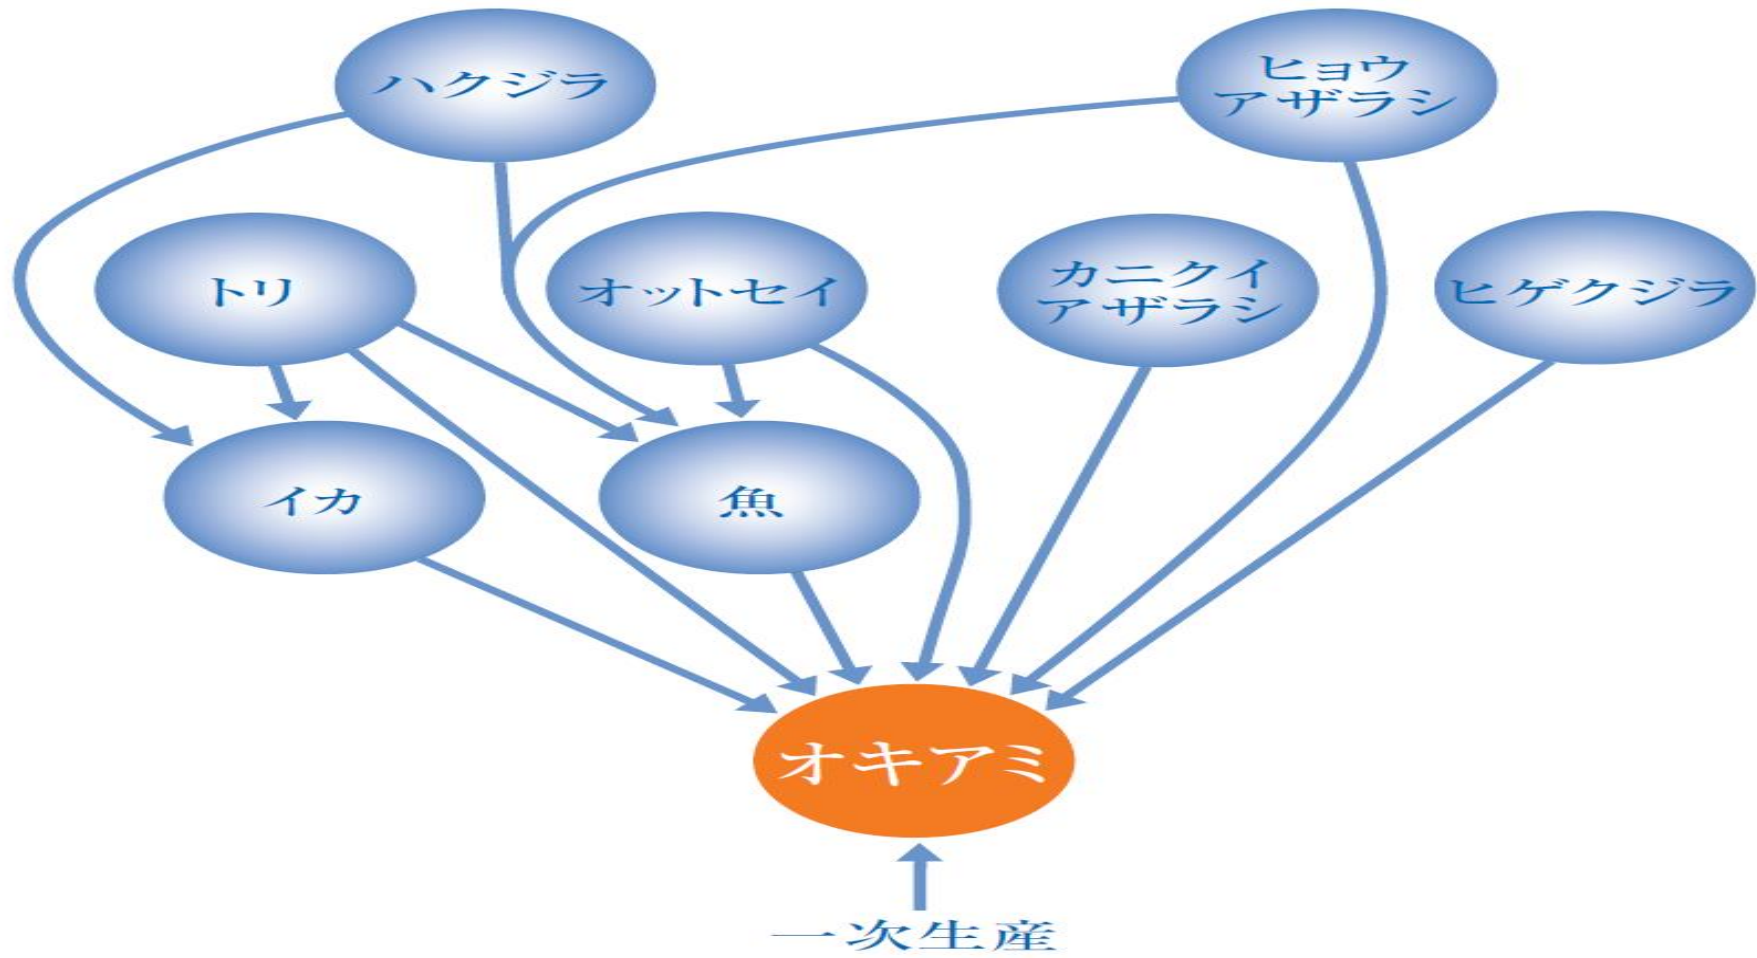 ハクジラ
ヒョウ
アザラシ
トリ
オットセイ
カニクイ
アザラシ
ヒゲクジラ
イカ
魚
オキアミ
一次生産